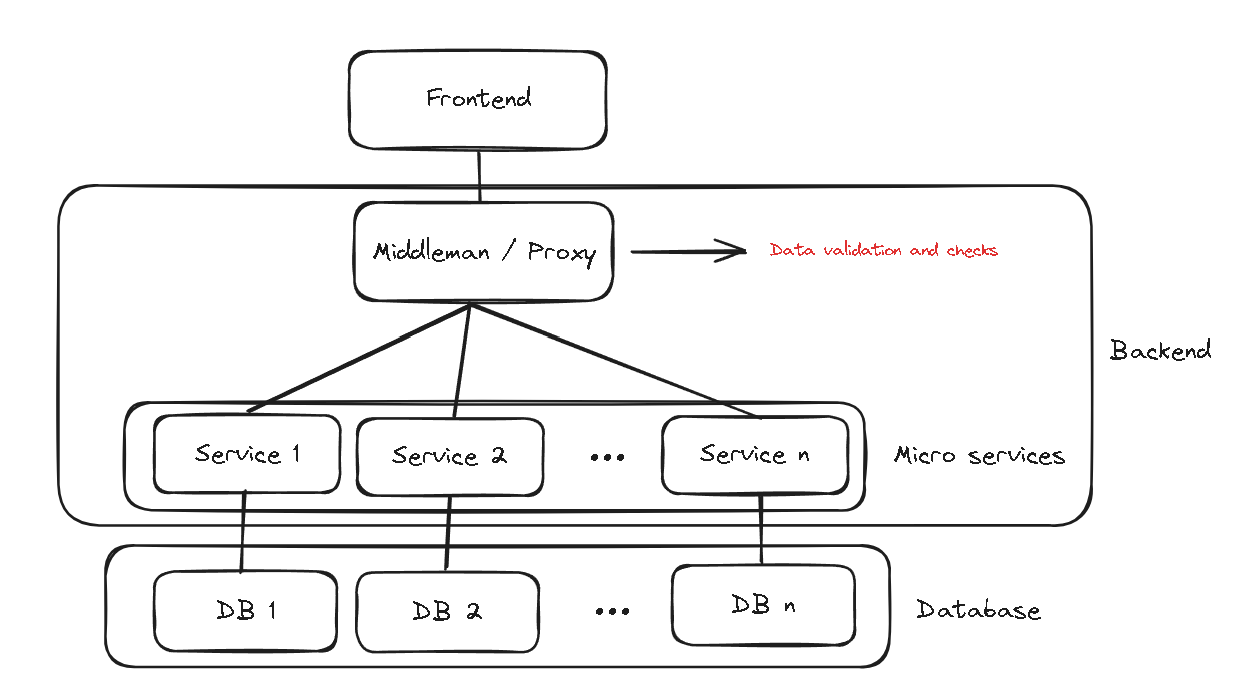 Frontend
Middleman / Proxy
Data validation and checks
Backend
Service 1
Service 2
...
Service n
Micro services
DB 1
DB 2
...
DB n
Database